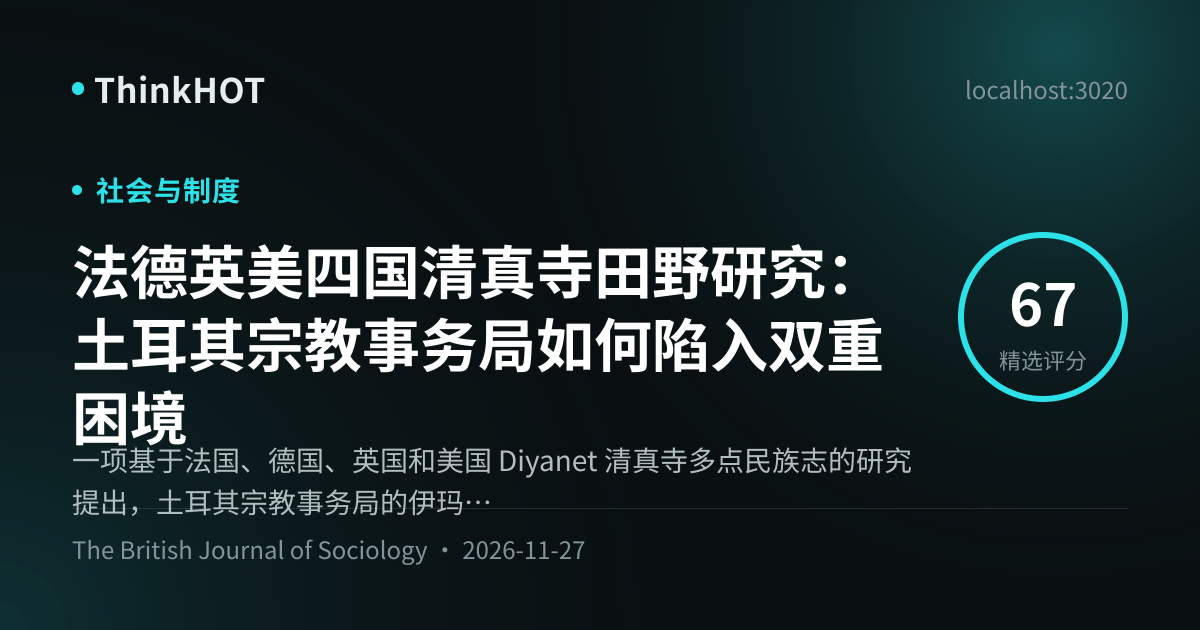 ThinkHOT
localhost:3020
社会与制度
法德英美四国清真寺田野研究：
土耳其宗教事务局如何陷入双重
困境
67
精选评分
一项基于法国、德国、英国和美国 Diyanet 清真寺多点民族志的研究
提出，土耳其宗教事务局的伊玛…
The British Journal of Sociology · 2026-11-27